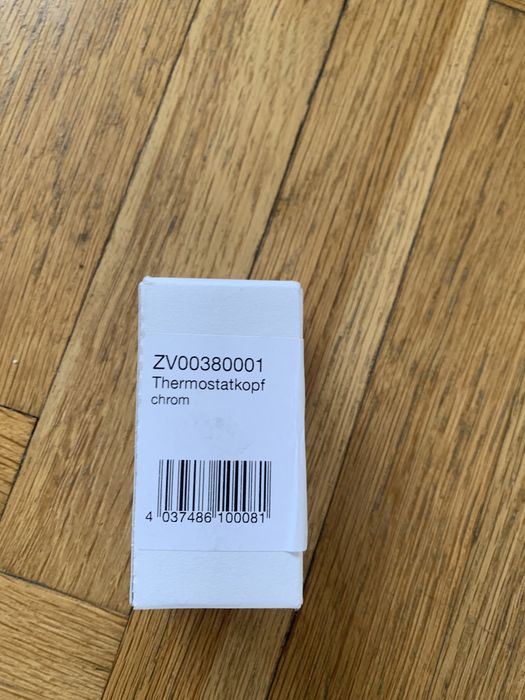 ZV00380001
Thermostatkopf
chrom
4 037486 100081